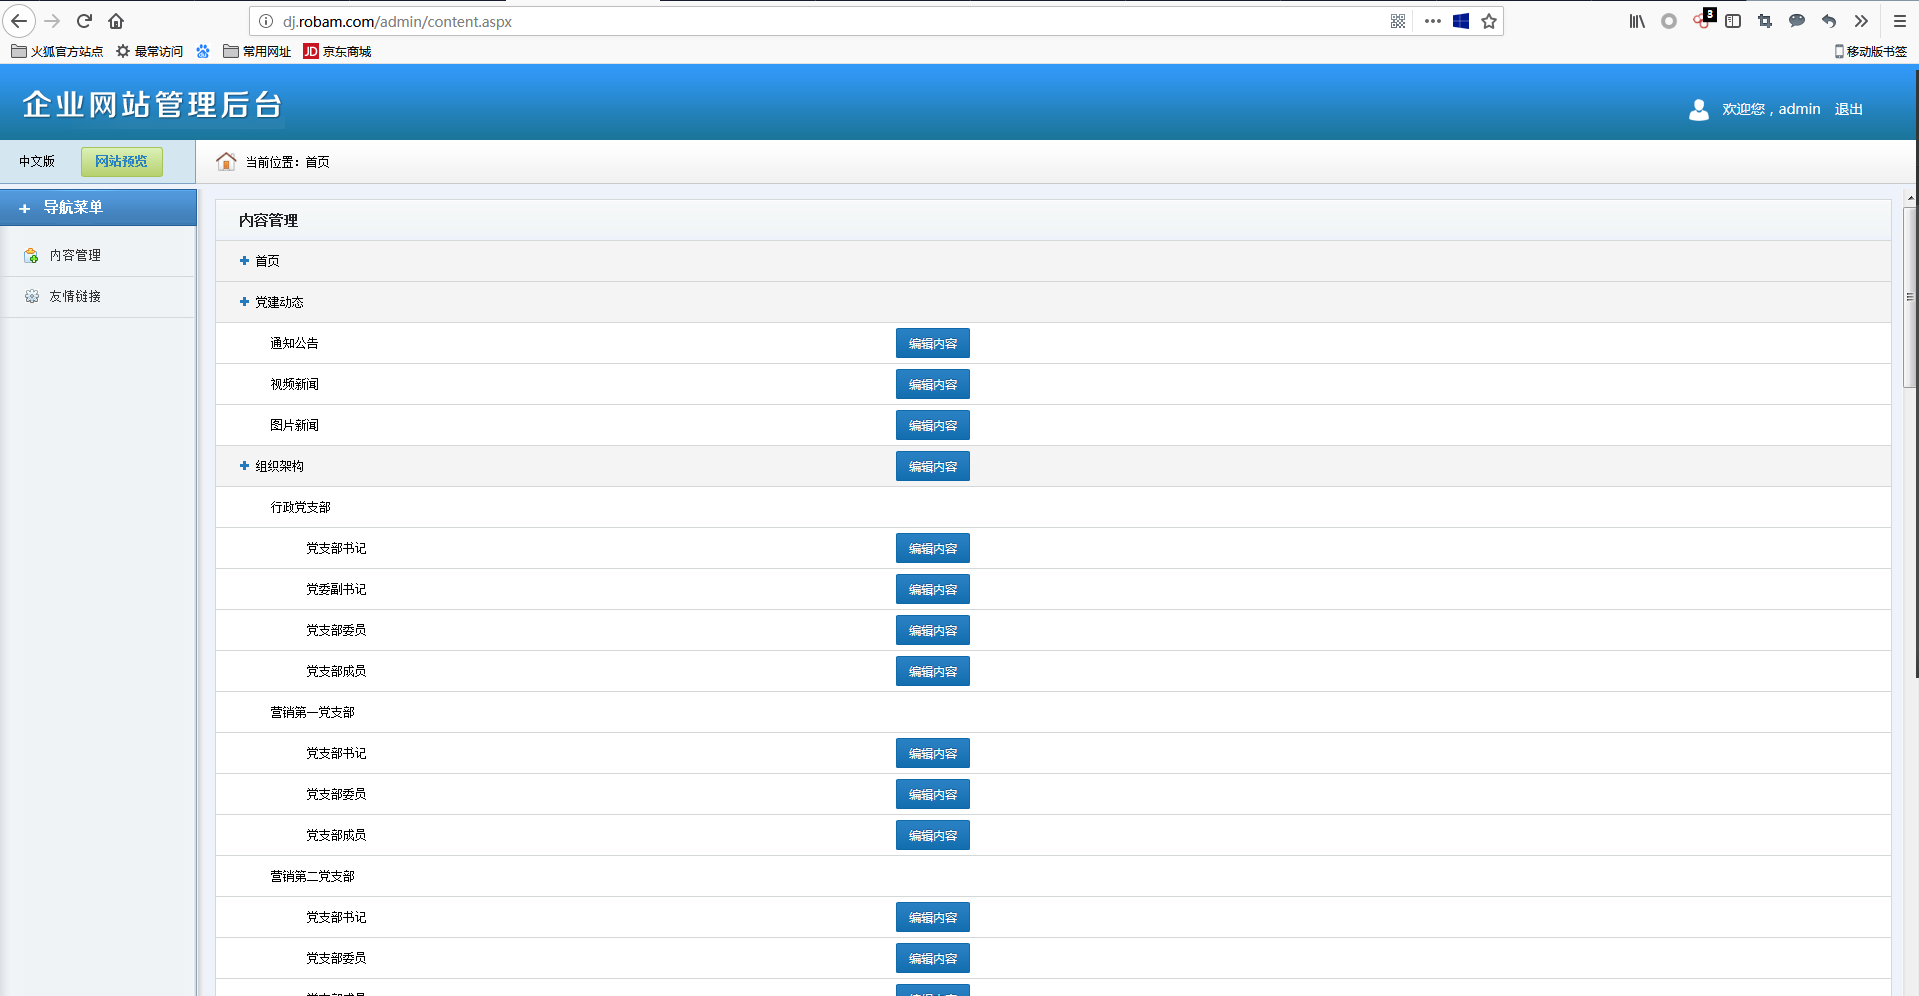 dj.robam.com/admin/content.aspx
3
火狐官方站点 最常访问 常用网址 JD 京东商城 移动版书签
企业网站管理后台
欢迎您，admin 退出
中文版 网站预览 当前位置：首页
导航菜单
内容管理
友情链接
内容管理
首页
党建动态
通知公告 编辑内容
视频新闻 编辑内容
图片新闻 编辑内容
组织架构 编辑内容
行政党支部
党支部书记 编辑内容
党委副书记 编辑内容
党支部委员 编辑内容
党支部成员 编辑内容
营销第一党支部
党支部书记 编辑内容
党支部委员 编辑内容
党支部成员 编辑内容
营销第二党支部
党支部书记 编辑内容
党支部委员 编辑内容